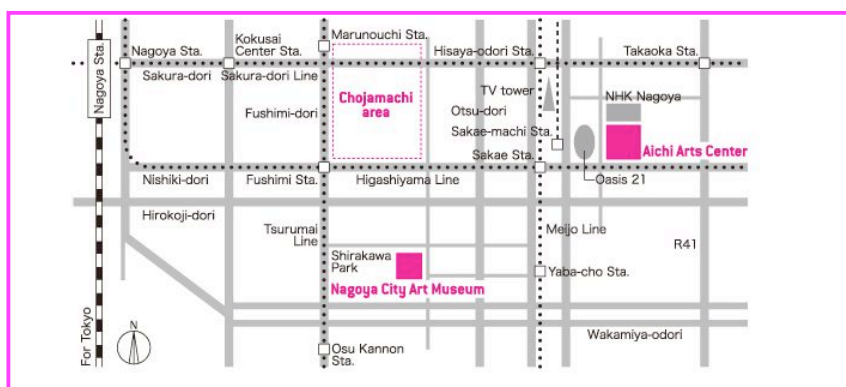 Marunouchi Sta.
Kokusai
Center Sta.
Nagoya Sta.
Hisaya-odori Sta.
Takaoka Sta.
Nagoya Sta.
Sakura-dori
Sakura-dori Line
TV tower
NHK Nagoya
Chojamachi
area
Fushimi-dori
Otsu-dori
Sakae-machi Sta.
Aichi Arts Center
Sakae Sta.
Nishiki-dori
Fushimi Sta.
Higashiyama Line
Oasis 21
Hirokoji-dori
Tsurumai
Line
Meijo Line
R41
Shirakawa
Park
Yaba-cho Sta.
Nagoya City Art Museum
For Tokyo
N
Wakamiya-odori
Osu Kannon
Sta.